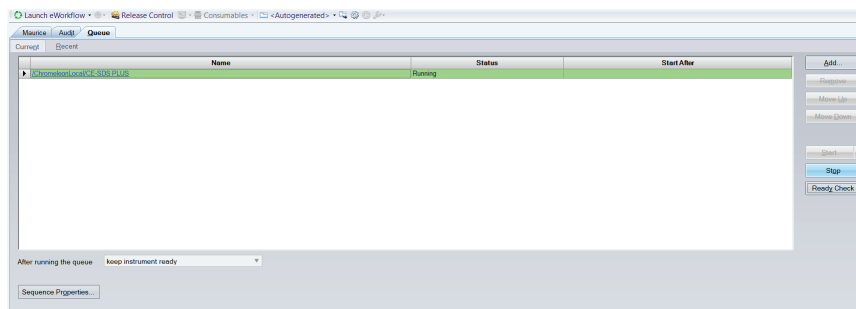 Launch eWorkflow Release Control Consumables <Autogenerated>
Maurice Audit Queue
Current Recent
Name Status Start After Add...
/ChromeleonLocal/CE-SDS PLUS Running
Remove
Move Up
Move Down
Start
Stop
Ready Check
After running the queue keep instrument ready
Sequence Properties...